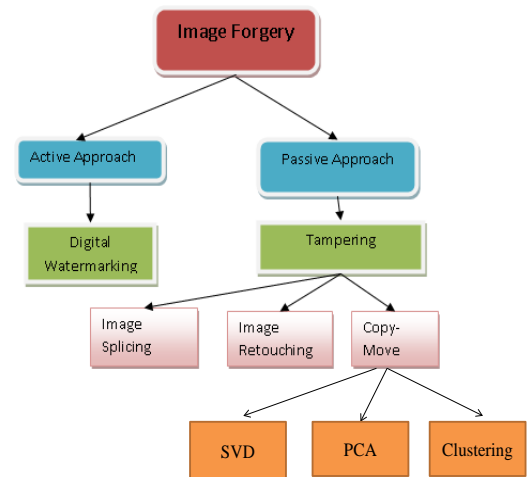 Image Forgery
Active Approach
Passive Approach
Digital
Watermarking
Tampering
Image
Splicing
Image
Retouching
Copy-
Move
SVD
PCA
Clustering